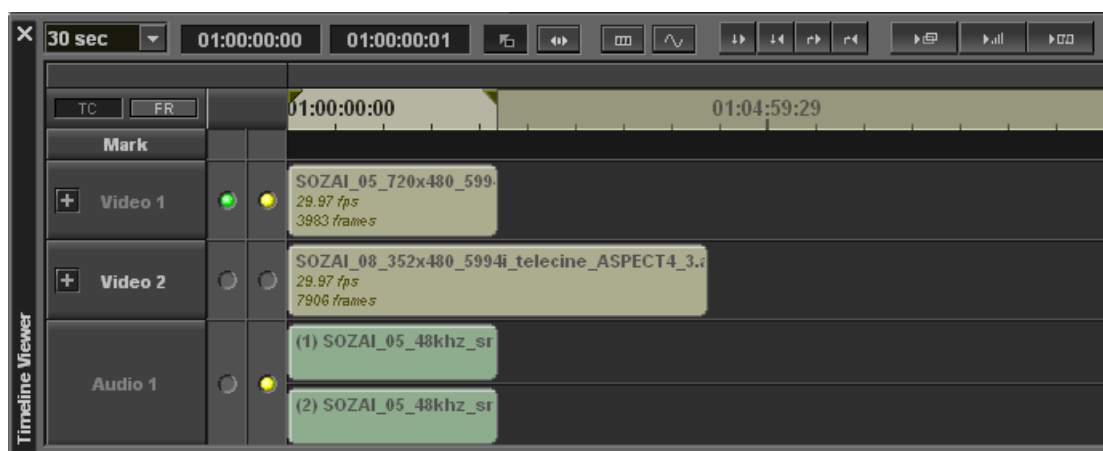 30 sec
01:00:00:00
01:00:00:01
TC
FR
01:00:00:00
01:04:59:29
Mark
Video 1
SOZAI_05_720x480_599
29.97 fps
3983 frames
Video 2
SOZAI_08_352x480_5994i_telecine_ASPECT4_3.
29.97 fps
7906 frames
Audio 1
(1) SOZAI_05_48khz_sr
(2) SOZAI_05_48khz_sr
Timeline Viewer